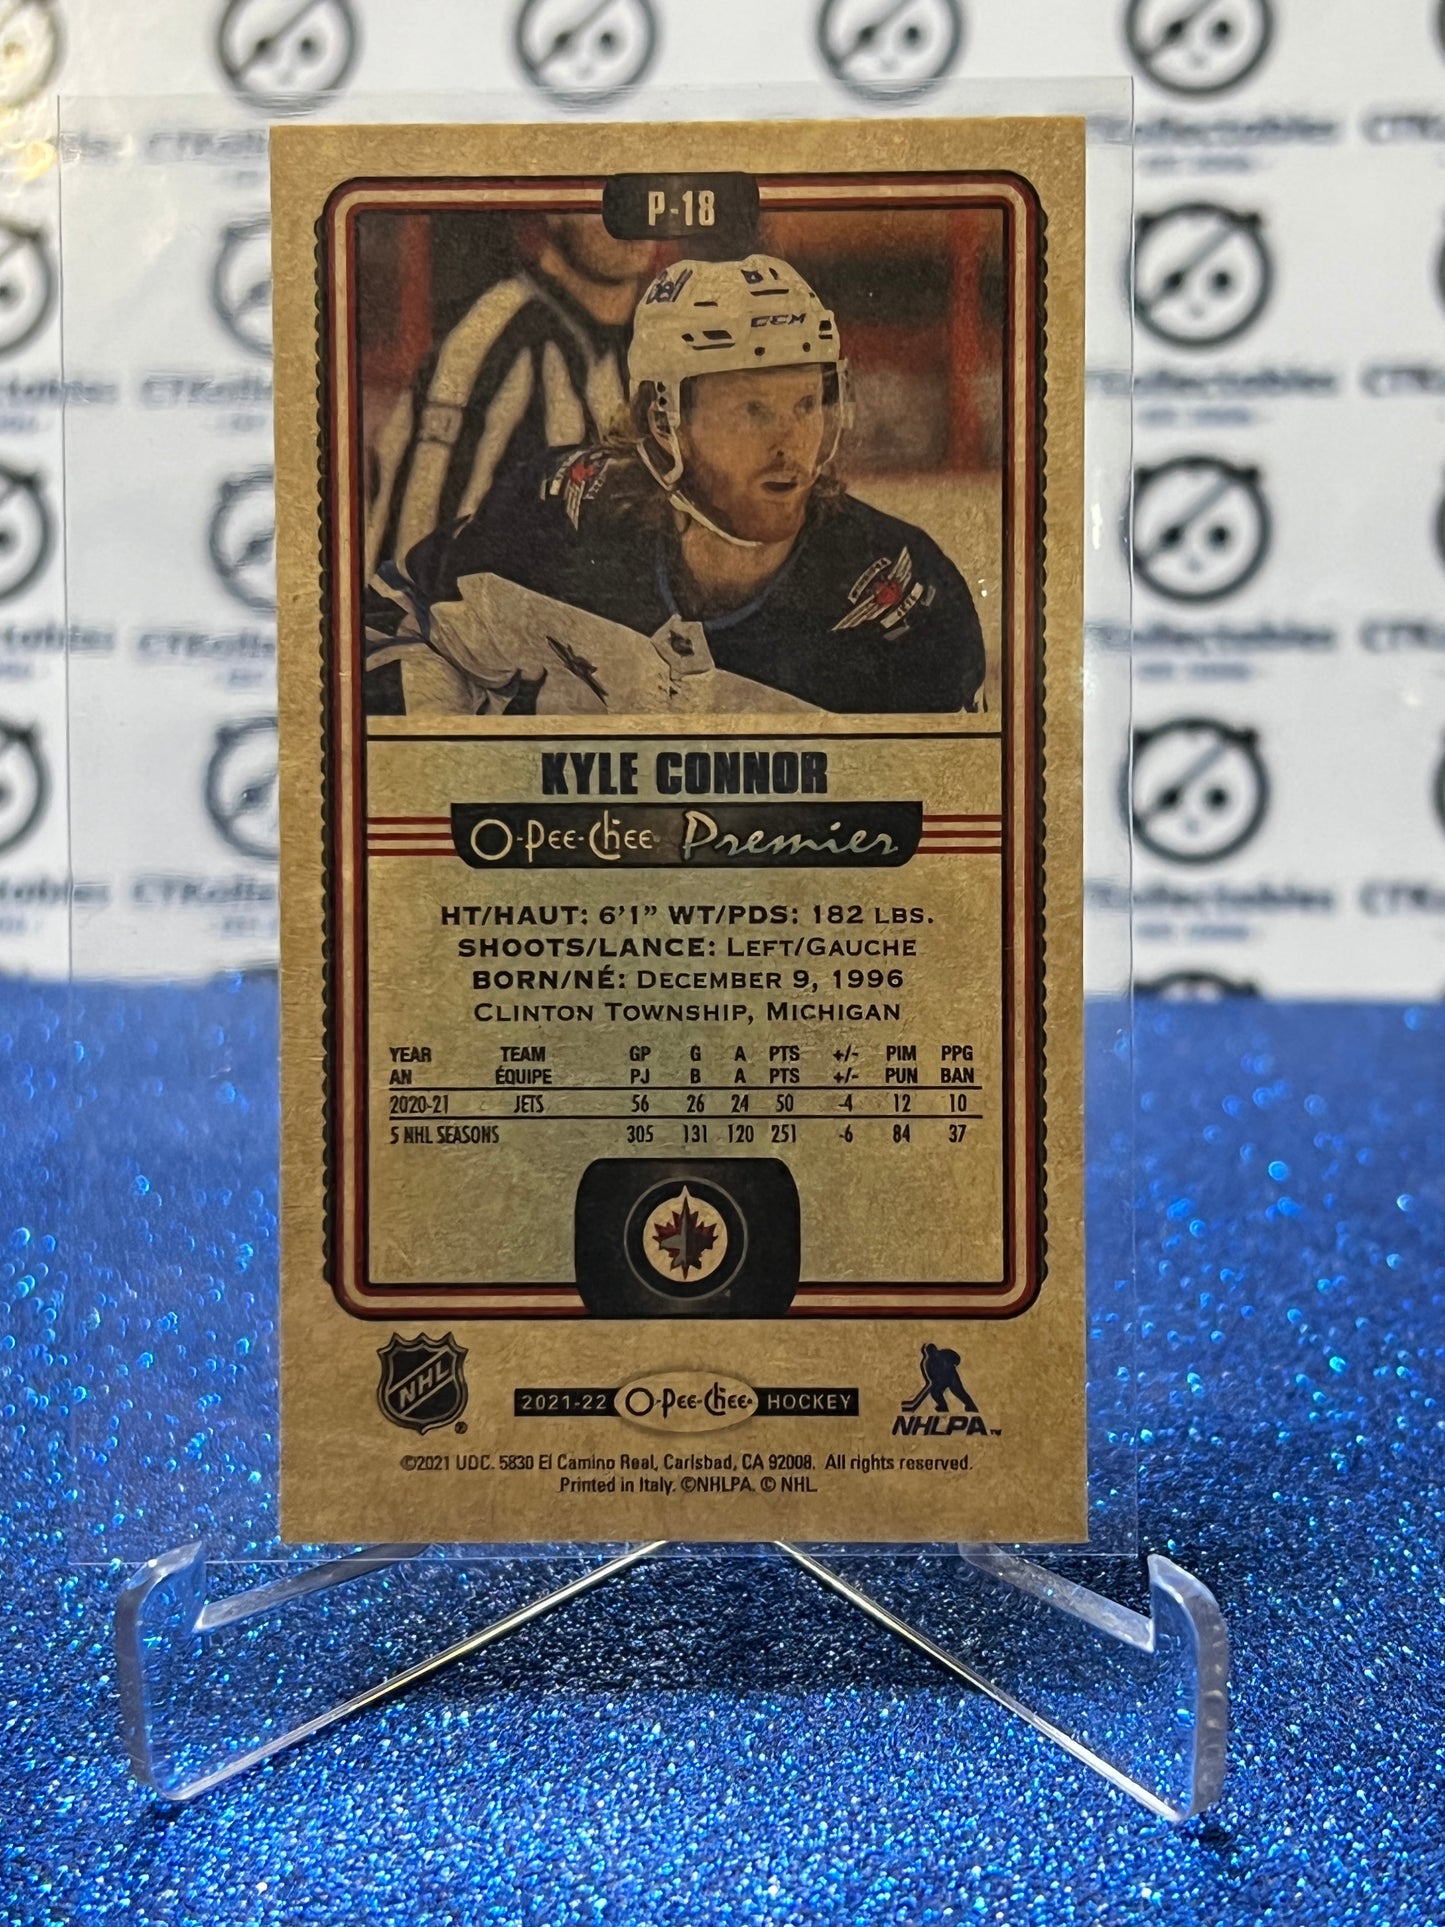 P-18
Bell
CCM
KYLE CONNOR
O-Pee-Chee Premier
HT/HAUT: 6'1" WT/PDS: 182 LBS.
SHOOTS/LANCE: LEFT/GAUCHE
BORN/NÉ: DECEMBER 9, 1996
CLINTON TOWNSHIP, MICHIGAN
YEAR TEAM GP G A PTS +/- PIM PPG
AN ÉQUIPE PJ B A PTS +/- PUN BAN
2020-21 JETS 56 26 24 50 -4 12 10
5 NHL SEASONS 305 131 120 251 -6 84 37
NHL
2021-22 O-Pee-Chee HOCKEY
NHLPA™
©2021 UDC. 5830 El Camino Real, Carlsbad, CA 92008. All rights reserved.
Printed in Italy. ©NHLPA. © NHL